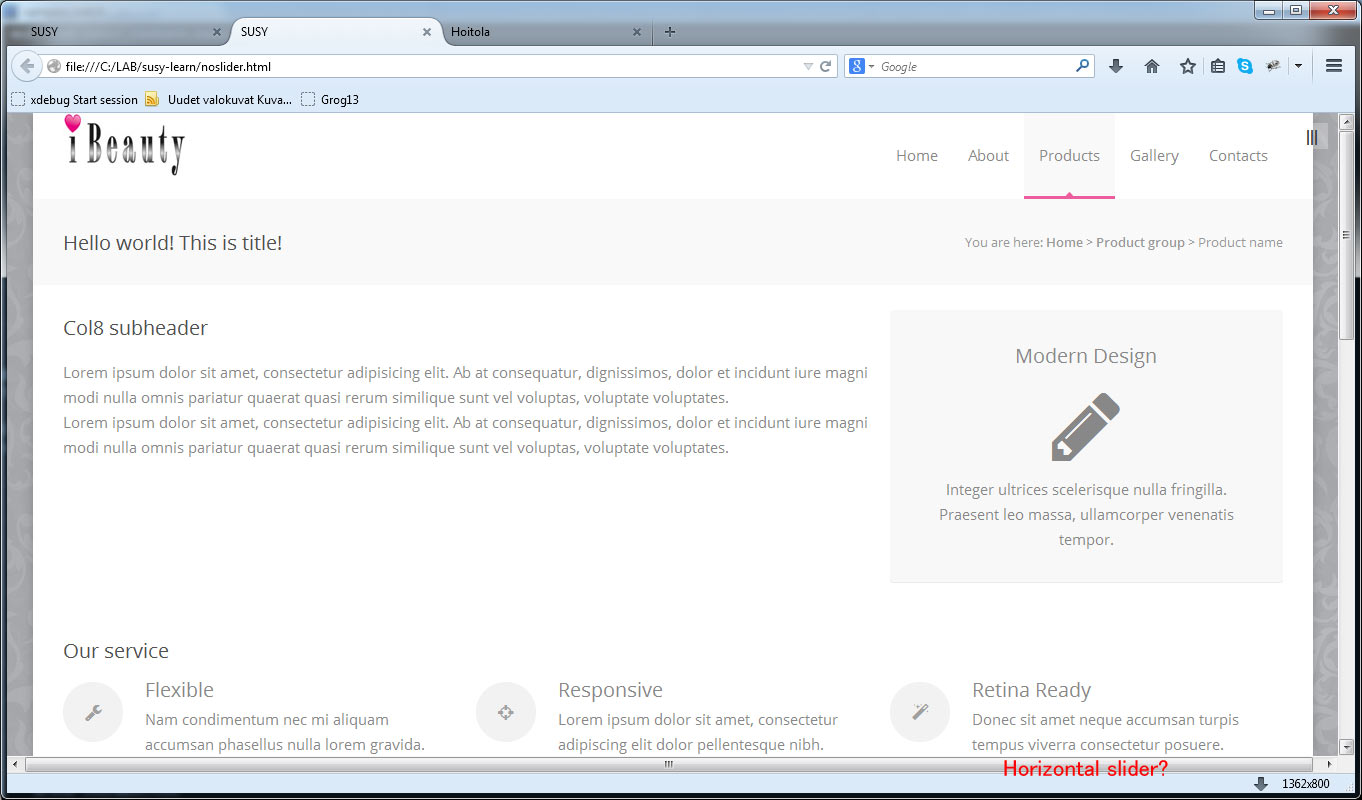 SUSY
SUSY
Hoitola
file:///C:/LAB/susy-learn/noslider.html
Google
xdebug Start session
Uudet valokuvat Kuva...
Grog13
i Beauty
Home
About
Products
Gallery
Contacts
Hello world! This is title!
You are here: Home > Product group > Product name
Col8 subheader
Lorem ipsum dolor sit amet, consectetur adipisicing elit. Ab at consequatur, dignissimos, dolor et incidunt iure magni
modi nulla omnis pariatur quaerat quasi rerum similique sunt vel voluptas, voluptate voluptates.
Lorem ipsum dolor sit amet, consectetur adipisicing elit. Ab at consequatur, dignissimos, dolor et incidunt iure magni
modi nulla omnis pariatur quaerat quasi rerum similique sunt vel voluptas, voluptate voluptates.
Modern Design
Integer ultrices scelerisque nulla fringilla.
Praesent leo massa, ullamcorper venenatis
tempor.
Our service
Flexible
Nam condimentum nec mi aliquam
accumsan phasellus nulla lorem gravida.
Responsive
Lorem ipsum dolor sit amet, consectetur
adipiscing elit dolor pellentesque nibh.
Retina Ready
Donec sit amet neque accumsan turpis
tempus viverra consectetur posuere.
Horizontal slider?
1362x800